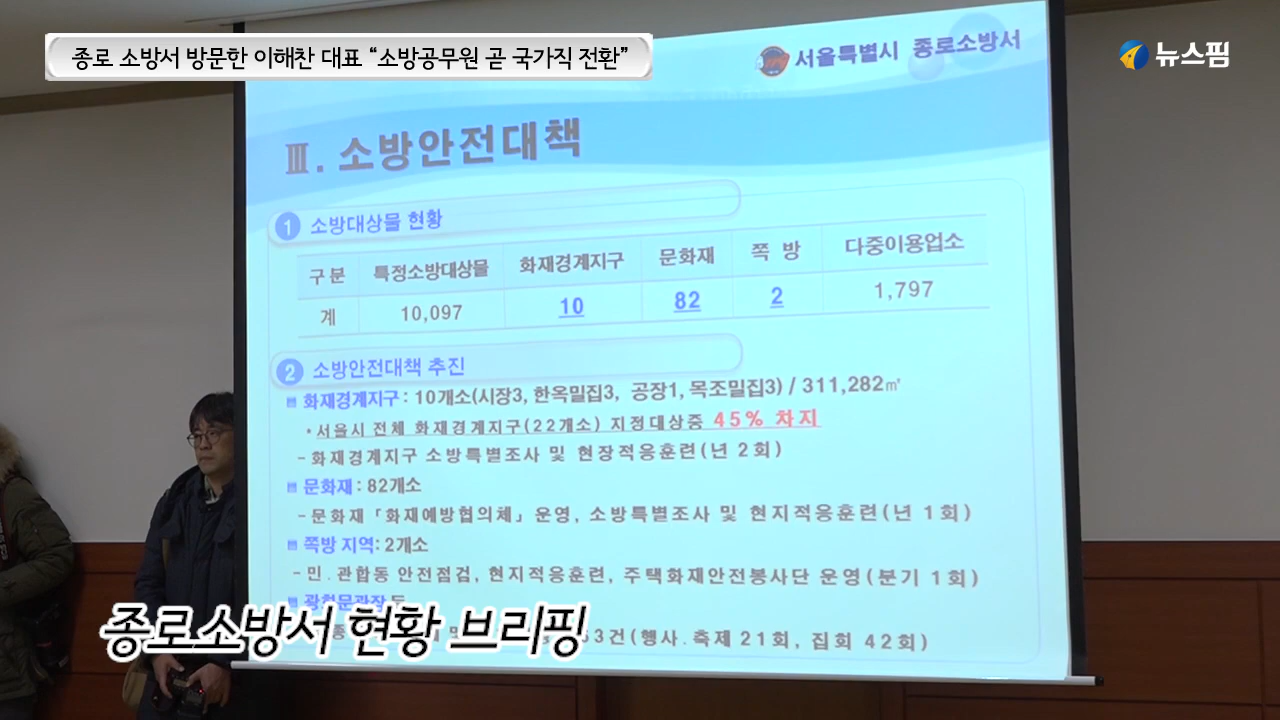 종로 소방서 방문한 이해찬 대표 “소방공무원 곧 국가직 전환”
뉴스핌
서울특별시 종로소방서
Ⅲ. 소방안전대책
1 소방대상물 현황
구분 특정소방대상물 화재경계지구 문화재 쪽 방 다중이용업소
계 10,097 10 82 2 1,797
2 소방안전대책 추진
화재경계지구 : 10개소(시장3, 한옥밀집3, 공장1, 목조밀집3) / 311,282㎡
• 서울시 전체 화재경계지구(22개소) 지정대상중 45% 차지
- 화재경계지구 소방특별조사 및 현장적응훈련(년 2회)
문화재 : 82개소
- 문화재「화재예방협의체」운영, 소방특별조사 및 현지적응훈련(년 1회)
쪽방 지역: 2개소
- 민.관합동 안전점검, 현지적응훈련, 주택화재안전봉사단 운영(분기 1회)
3건(행사.축제 21회, 집회 42회)
종로소방서 현황 브리핑